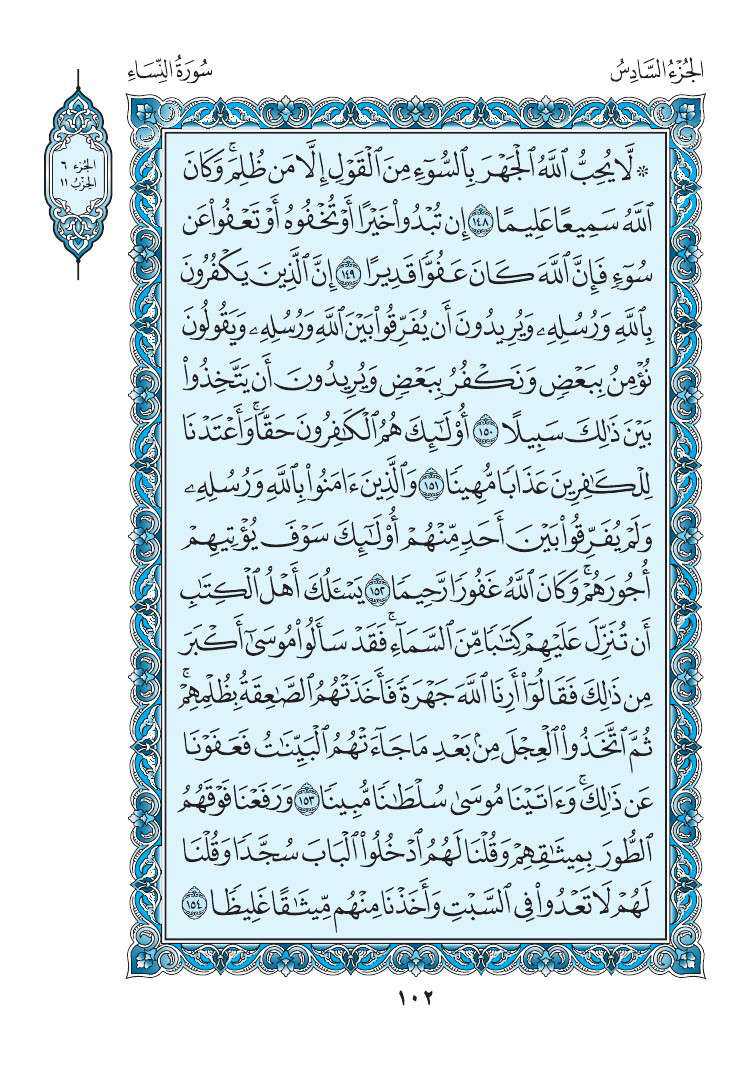 الجُزْءُ السَّادِسُ
سُورَةُ النِّسَاءِ
الجُزء ٦
الحِزْبُ ١١
۞ لَّا يُحِبُّ ٱللَّهُ ٱلْجَهْرَ بِٱلسُّوٓءِ مِنَ ٱلْقَوْلِ إِلَّا مَن ظُلِمَۚ وَكَانَ
ٱللَّهُ سَمِيعًا عَلِيمًا ١٤٨ إِن تُبْدُوا۟ خَيْرًا أَوْ تُخْفُوهُ أَوْ تَعْفُوا۟ عَن
سُوٓءٍ فَإِنَّ ٱللَّهَ كَانَ عَفُوًّا قَدِيرًا ١٤٩ إِنَّ ٱلَّذِينَ يَكْفُرُونَ
بِٱللَّهِ وَرُسُلِهِۦ وَيُرِيدُونَ أَن يُفَرِّقُوا۟ بَيْنَ ٱللَّهِ وَرُسُلِهِۦ وَيَقُولُونَ
نُؤْمِنُ بِبَعْضٍ وَنَكْفُرُ بِبَعْضٍ وَيُرِيدُونَ أَن يَتَّخِذُوا۟
بَيْنَ ذَٰلِكَ سَبِيلًا ١٥٠ أُو۟لَٰٓئِكَ هُمُ ٱلْكَٰفِرُونَ حَقًّاۚ وَأَعْتَدْنَا
لِلْكَٰفِرِينَ عَذَابًا مُّهِينًا ١٥١ وَٱلَّذِينَ ءَامَنُوا۟ بِٱللَّهِ وَرُسُلِهِۦ
وَلَمْ يُفَرِّقُوا۟ بَيْنَ أَحَدٍ مِّنْهُمْ أُو۟لَٰٓئِكَ سَوْفَ يُؤْتِيهِمْ
أُجُورَهُمْۚ وَكَانَ ٱللَّهُ غَفُورًا رَّحِيمًا ١٥٢ يَسْـَٔلُكَ أَهْلُ ٱلْكِتَٰبِ
أَن تُنَزِّلَ عَلَيْهِمْ كِتَٰبًا مِّنَ ٱلسَّمَآءِۚ فَقَدْ سَأَلُوا۟ مُوسَىٰٓ أَكْبَرَ
مِن ذَٰلِكَ فَقَالُوٓا۟ أَرِنَا ٱللَّهَ جَهْرَةً فَأَخَذَتْهُمُ ٱلصَّٰعِقَةُ بِظُلْمِهِمْۚ
ثُمَّ ٱتَّخَذُوا۟ ٱلْعِجْلَ مِنۢ بَعْدِ مَا جَآءَتْهُمُ ٱلْبَيِّنَٰتُ فَعَفَوْنَا
عَن ذَٰلِكَۚ وَءَاتَيْنَا مُوسَىٰ سُلْطَٰنًا مُّبِينًا ١٥٣ وَرَفَعْنَا فَوْقَهُمُ
ٱلطُّورَ بِمِيثَٰقِهِمْ وَقُلْنَا لَهُمُ ٱدْخُلُوا۟ ٱلْبَابَ سُجَّدًا وَقُلْنَا
لَهُمْ لَا تَعْدُوا۟ فِى ٱلسَّبْتِ وَأَخَذْنَا مِنْهُم مِّيثَٰقًا غَلِيظًا ١٥٤
١٠٢